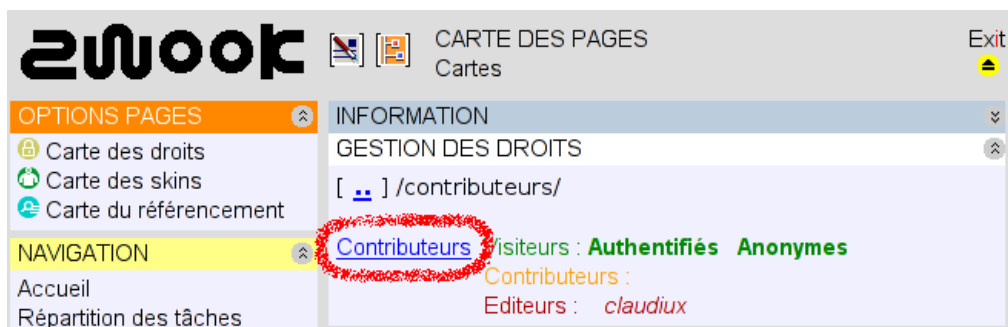 zwook
CARTE DES PAGES
Cartes
Exit
OPTIONS PAGES
Carte des droits
Carte des skins
Carte du référencement
NAVIGATION
Accueil
Répartition des tâches
INFORMATION
GESTION DES DROITS
[ .. ] /contributeurs/
Contributeurs Visiteurs : Authentifiés Anonymes
Contributeurs :
Editeurs : claudiux